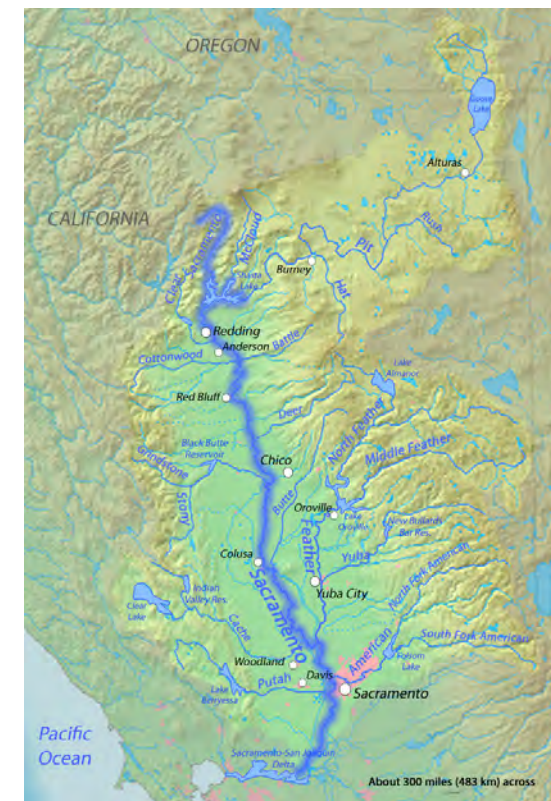 OREGON
Goose
Lake
Alturas
CALIFORNIA
Rush
Pit
McCloud
Sacramento
Clear
Burney
Shasta
Lake
Hat
Redding
Battle
Anderson
Cottonwood
Lake
Almanor
Red Bluff
Deer
North Feather
Middle Feather
Black Butte
Reservoir
Grindstone
Chico
Stony
Butte
Oroville
Lake
Oroville
New Bullards
Bar Res.
Feather
Colusa
Yuba
North Fork American
Sacramento
Indian
Valley Res.
Yuba City
Clear
Lake
Cache
American
South Fork American
Folsom
Lake
Woodland
Davis
Putah
Sacramento
Lake
Berryessa
Pacific
Ocean
Sacramento-San Joaquin
Delta
About 300 miles (483 km) across